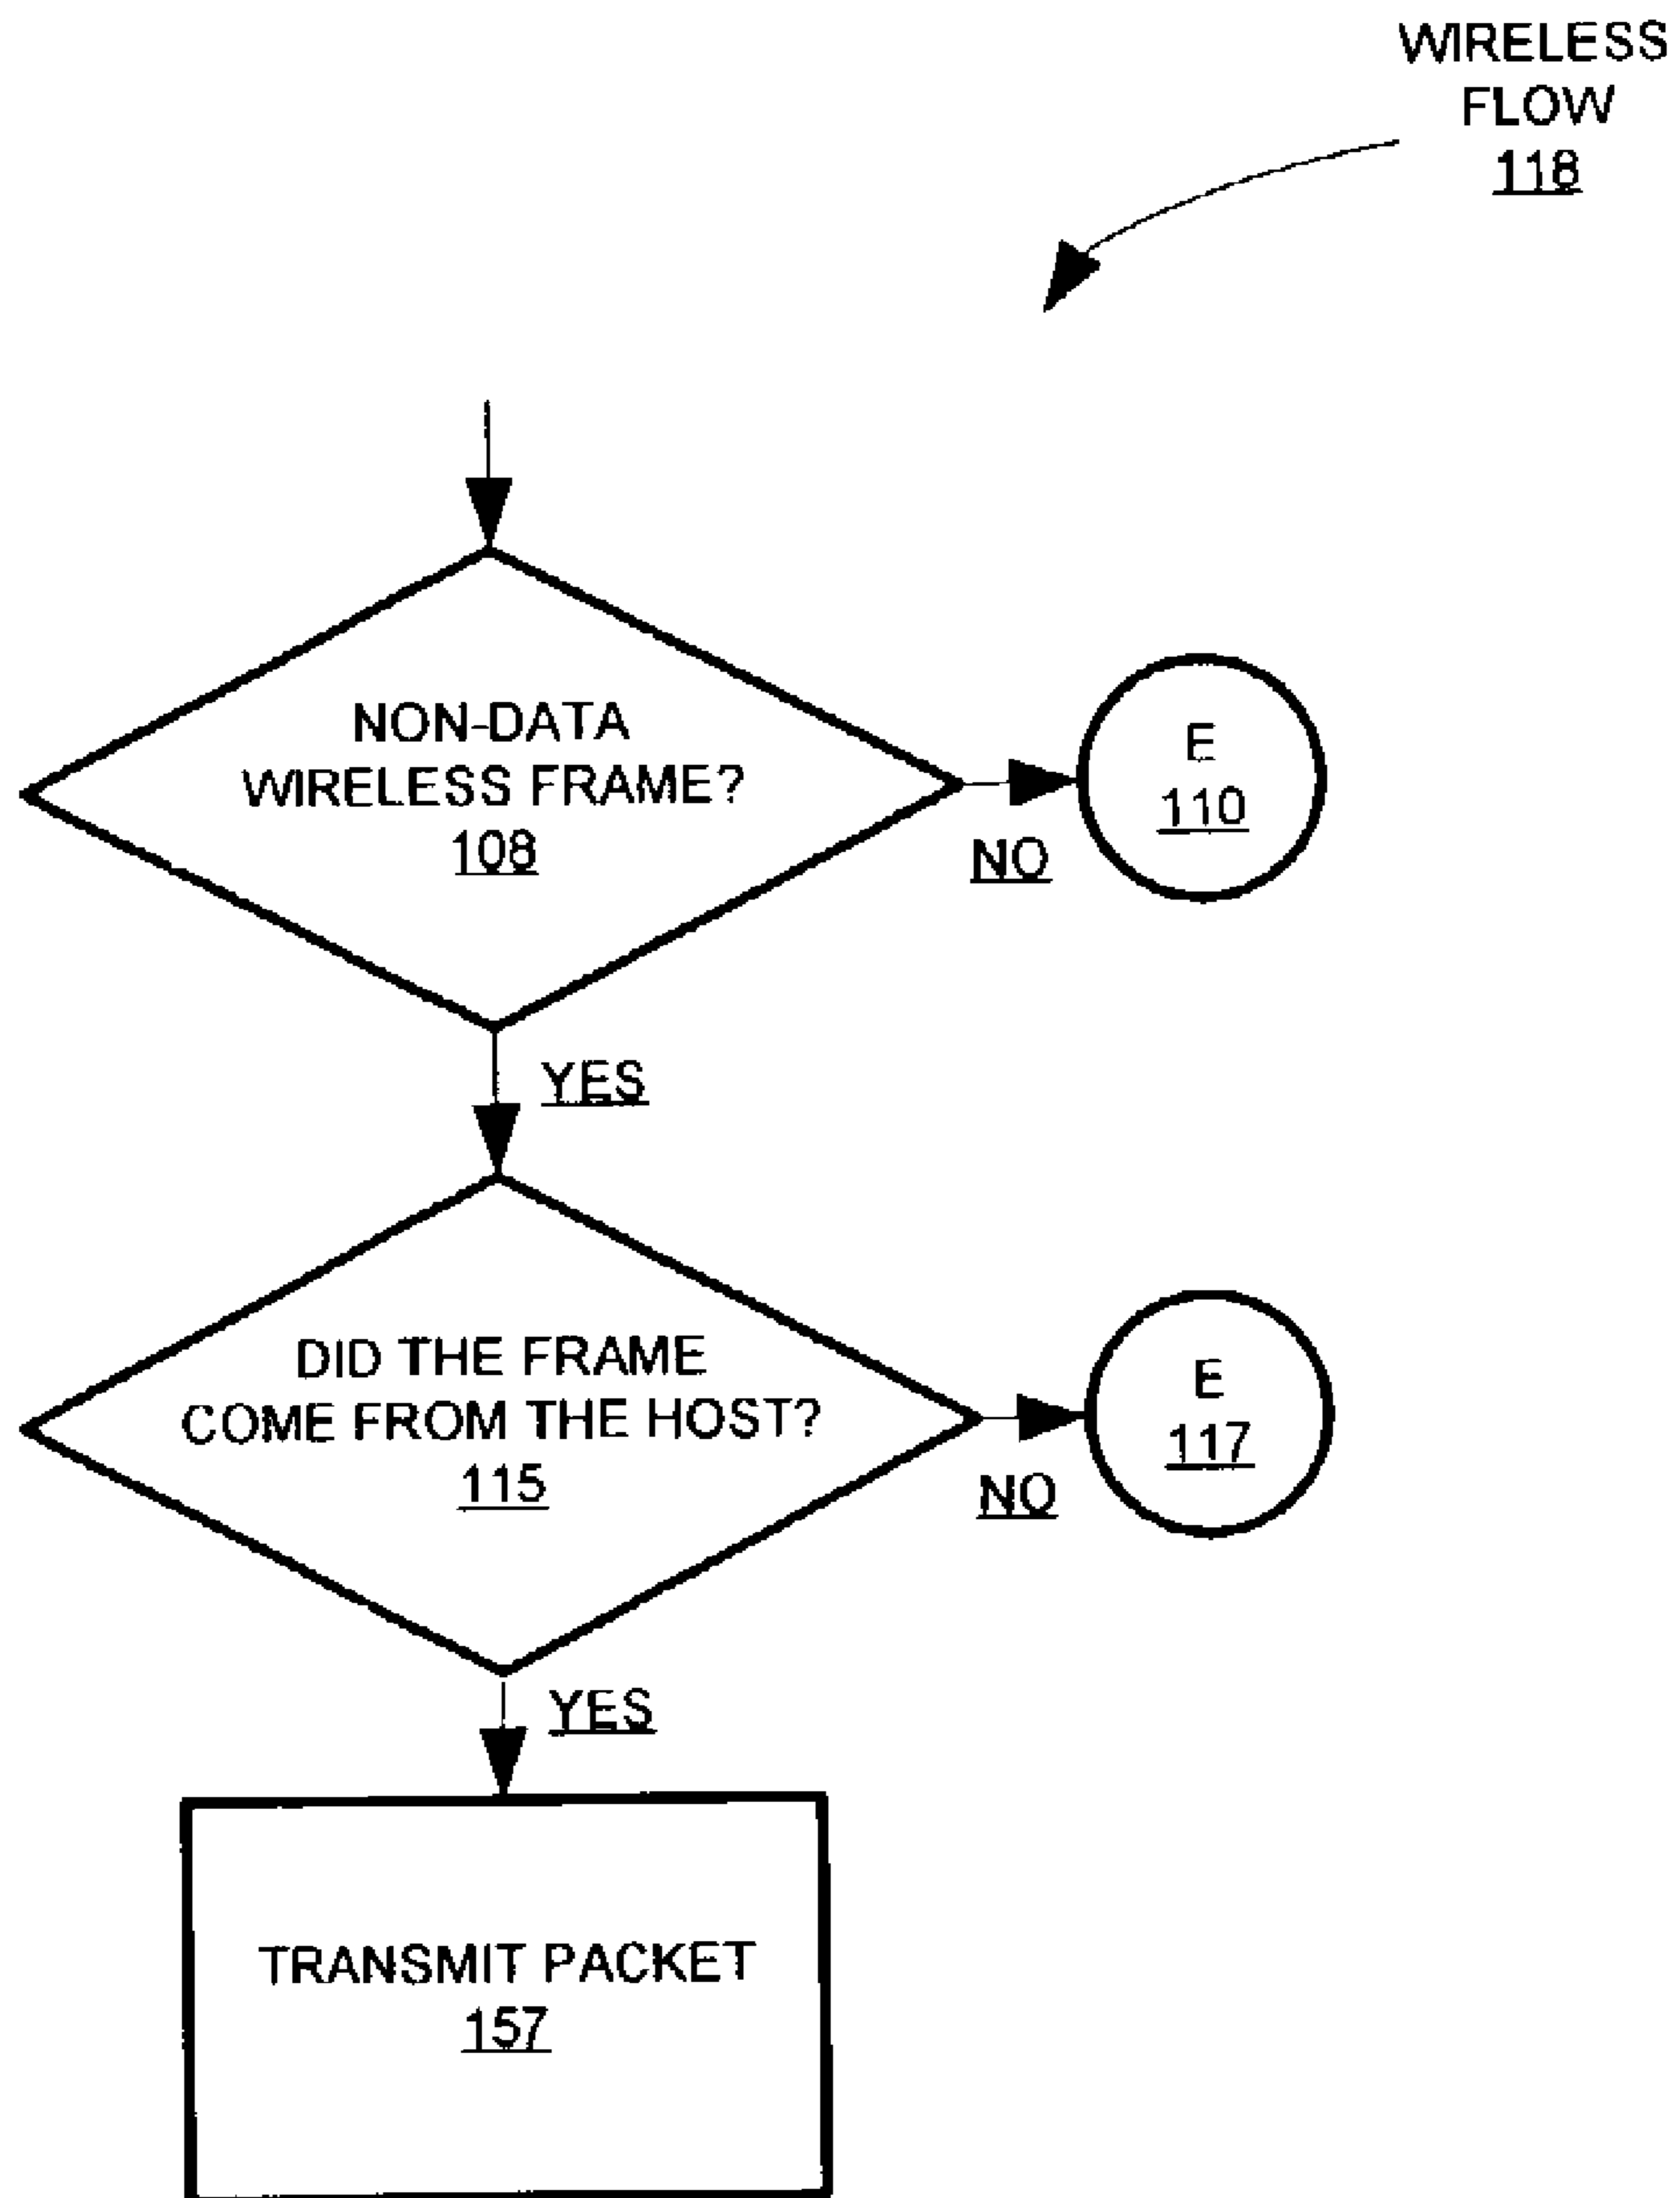 WIRELESS
FLOW
118
NON-DATA
WIRELESS FRAME?
108
E
110
NO
YES
DID THE FRAME
COME FROM THE HOST?
115
E
117
NO
YES
TRANSMIT PACKET
157